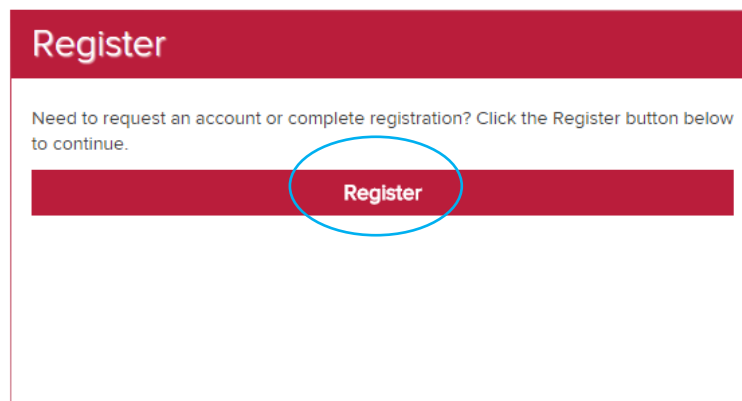 Register
Need to request an account or complete registration? Click the Register button below
to continue.
Register